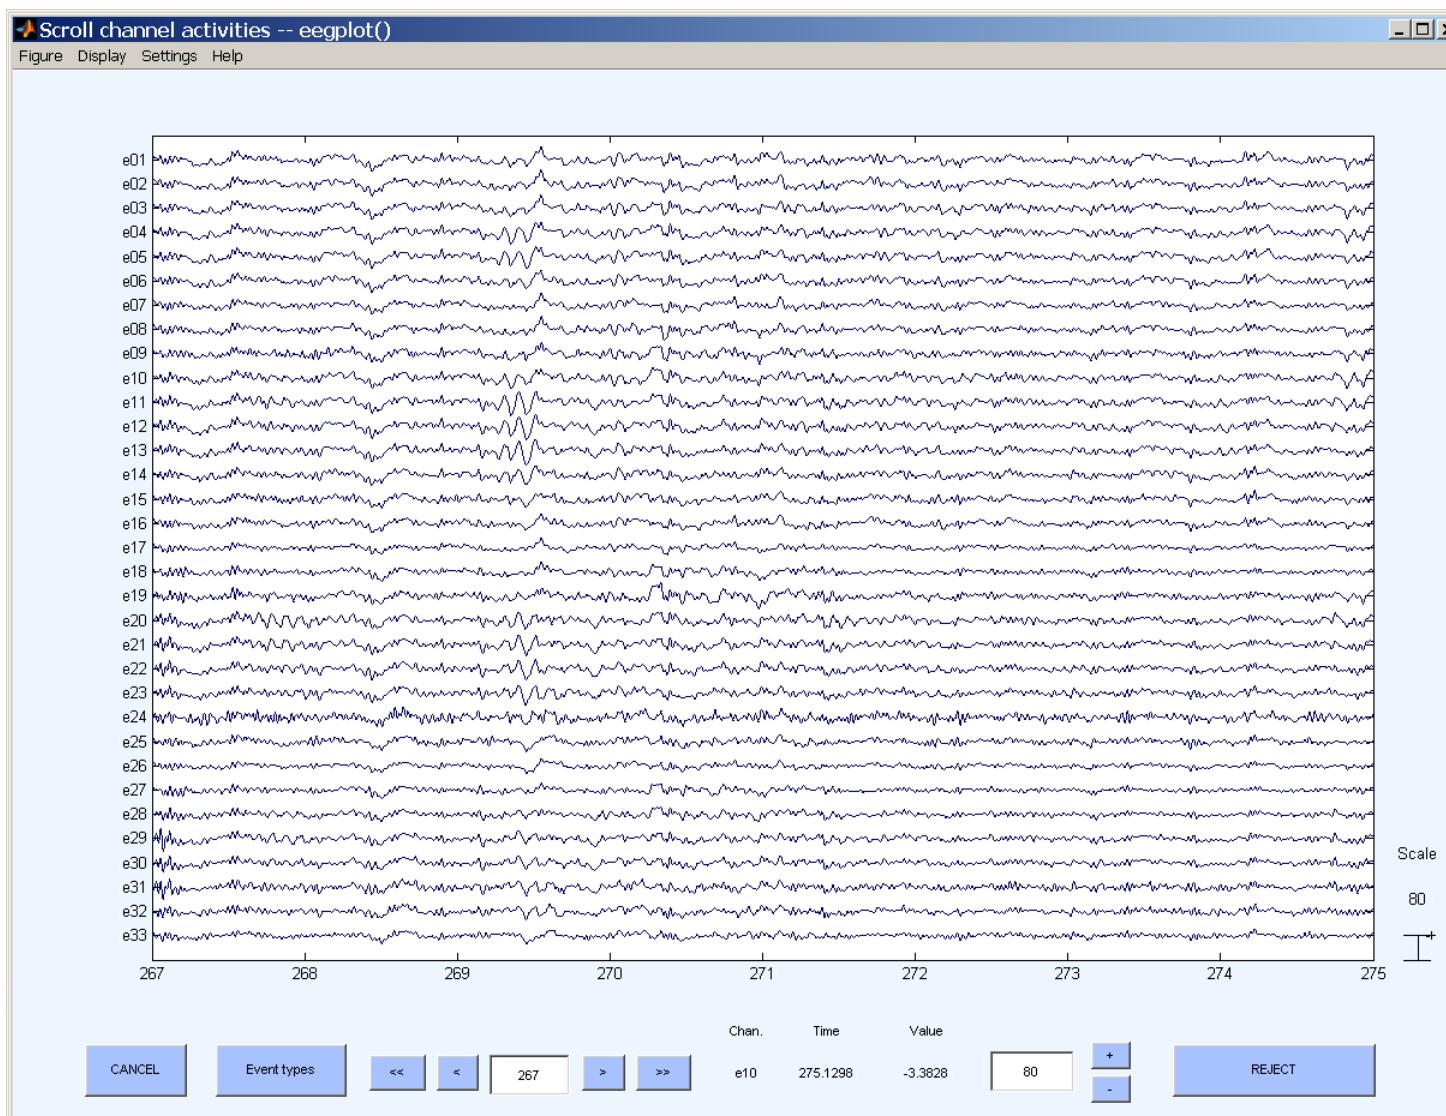 Scroll channel activities -- eegplot()
Figure Display Settings Help
e01
e02
e03
e04
e05
e06
e07
e08
e09
e10
e11
e12
e13
e14
e15
e16
e17
e18
e19
e20
e21
e22
e23
e24
e25
e26
e27
e28
e29
e30
e31
e32
e33
267 268 269 270 271 272 273 274 275
Scale
80
+
Chan. Time Value
CANCEL Event types << < 267 > >> e10 275.1298 -3.3828 80 + REJECT
-